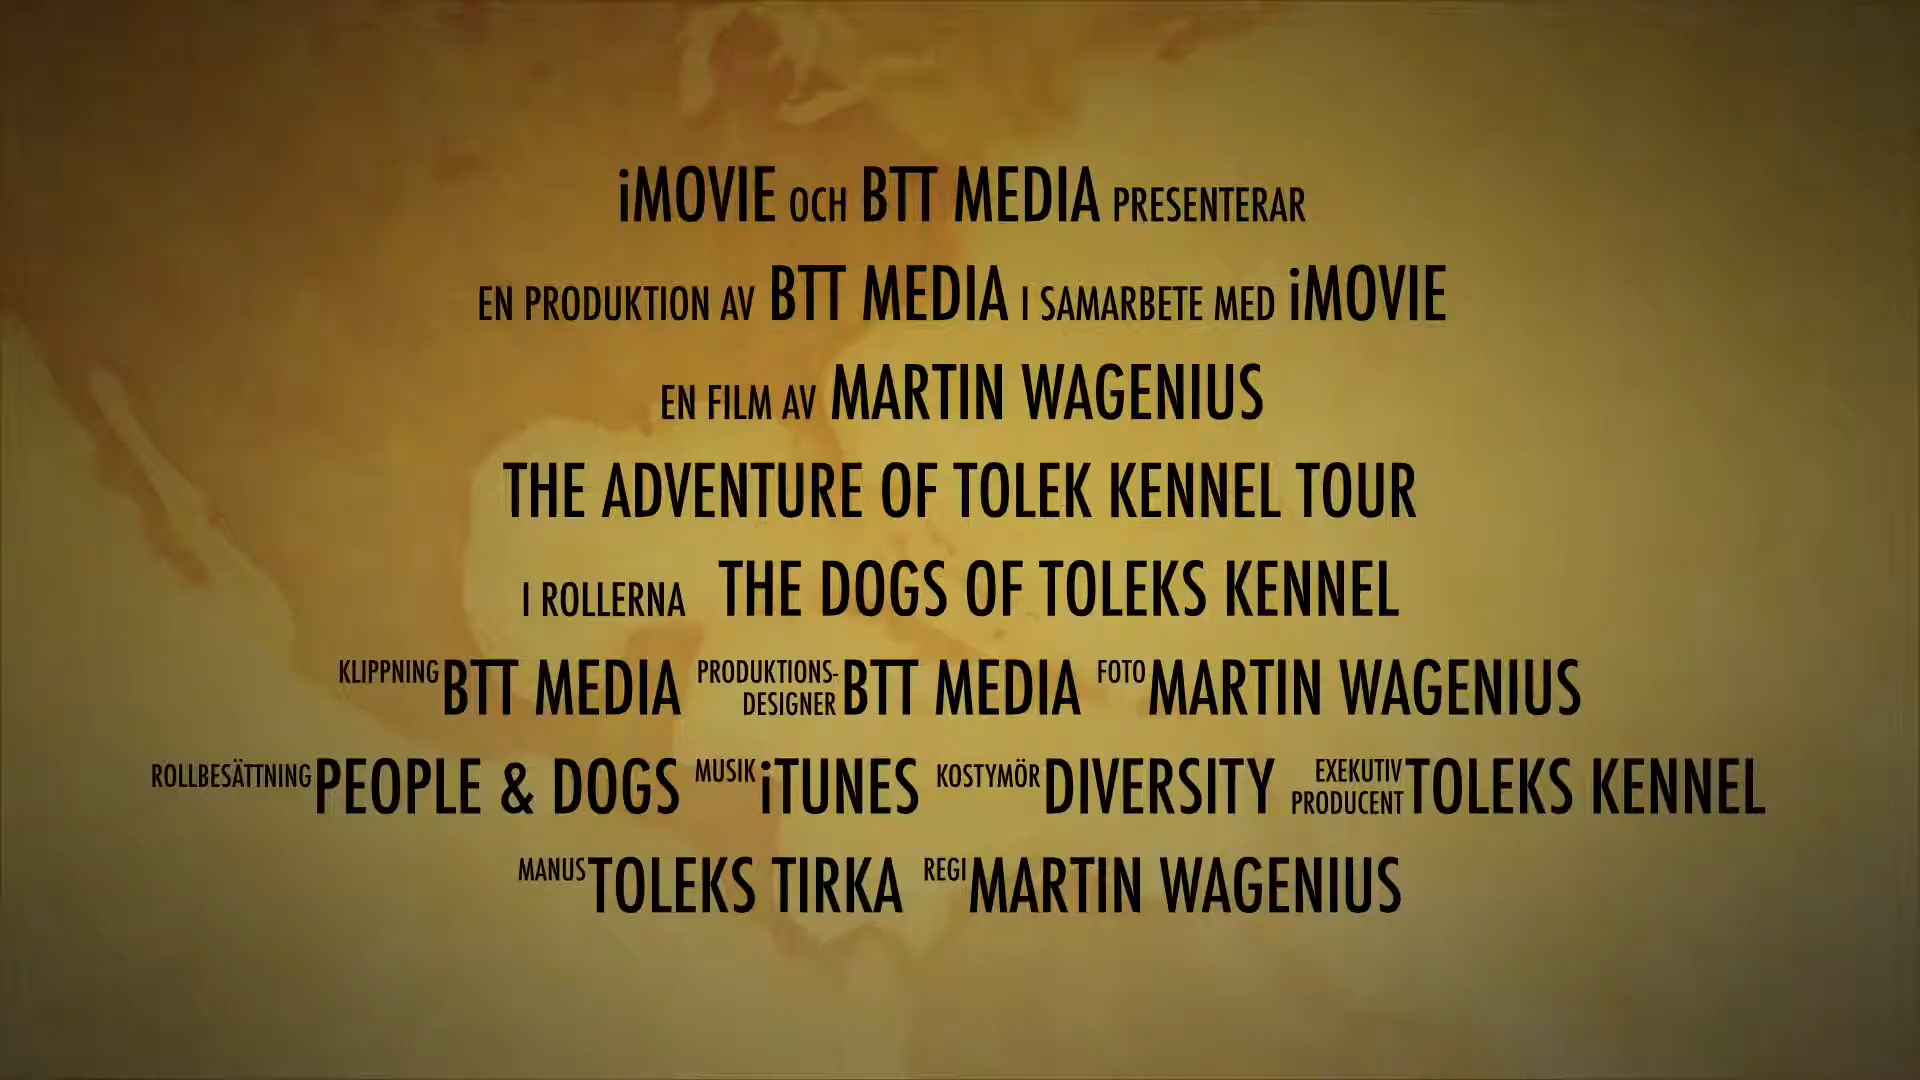 iMOVIE OCH BTT MEDIA PRESENTERAR
EN PRODUKTION AV BTT MEDIA I SAMARBETE MED iMOVIE
EN FILM AV MARTIN WAGENIUS
THE ADVENTURE OF TOLEK KENNEL TOUR
I ROLLERNA THE DOGS OF TOLEKS KENNEL
KLIPPNING BTT MEDIA PRODUKTIONS-DESIGNER BTT MEDIA FOTO MARTIN WAGENIUS
ROLLBESÄTTNING PEOPLE & DOGS MUSIK iTUNES KOSTYMÖR DIVERSITY EXEKUTIV PRODUCENT TOLEKS KENNEL
MANUS TOLEKS TIRKA REGI MARTIN WAGENIUS